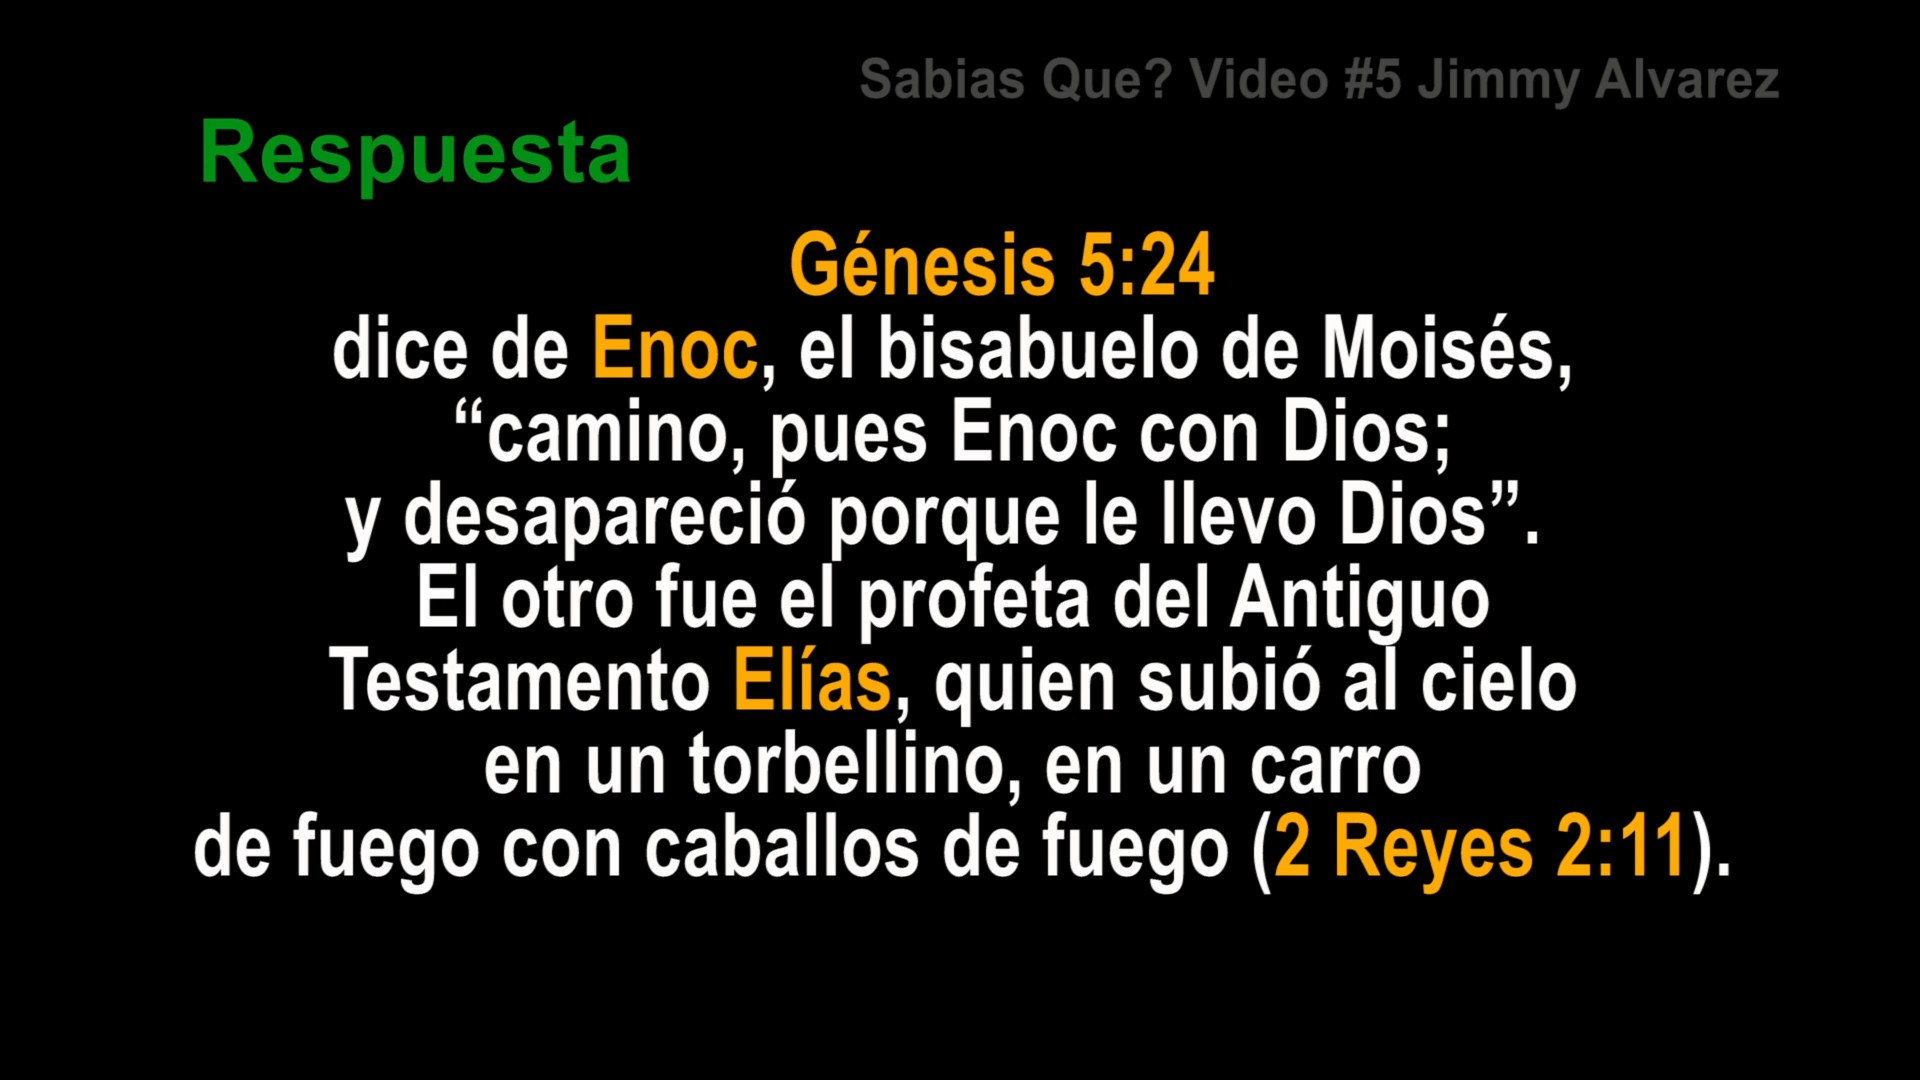 Sabias Que? Video #5 Jimmy Alvarez
Respuesta
Génesis 5:24
dice de Enoc, el bisabuelo de Moisés,
“camino, pues Enoc con Dios;
y desapareció porque le llevo Dios”.
El otro fue el profeta del Antiguo
Testamento Elías, quien subió al cielo
en un torbellino, en un carro
de fuego con caballos de fuego (2 Reyes 2:11).